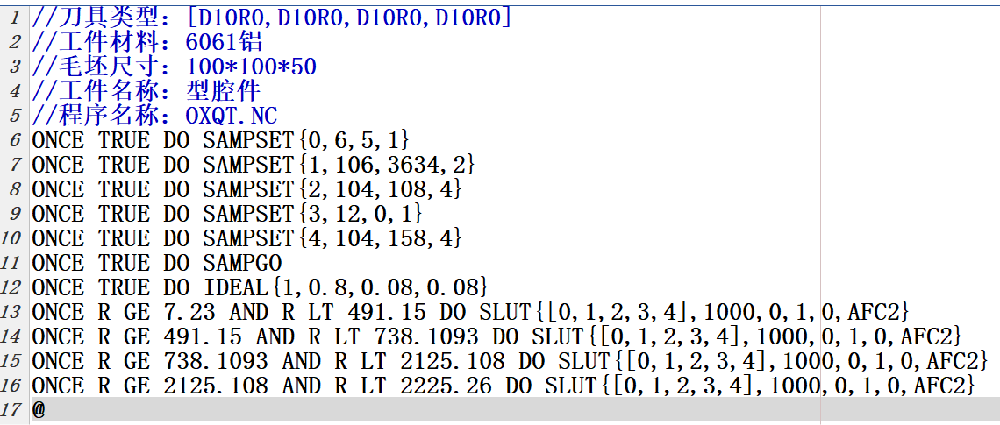 1 //刀具类型：[D10R0,D10R0,D10R0,D10R0]
2 //工件材料：6061铝
3 //毛坯尺寸：100*100*50
4 //工件名称：型腔件
5 //程序名称：OXQT.NC
6 ONCE TRUE DO SAMPSET{0,6,5,1}
7 ONCE TRUE DO SAMPSET{1,106,3634,2}
8 ONCE TRUE DO SAMPSET{2,104,108,4}
9 ONCE TRUE DO SAMPSET{3,12,0,1}
10 ONCE TRUE DO SAMPSET{4,104,158,4}
11 ONCE TRUE DO SAMPGO
12 ONCE TRUE DO IDEAL{1,0.8,0.08,0.08}
13 ONCE R GE 7.23 AND R LT 491.15 DO SLUT{[0,1,2,3,4],1000,0,1,0,AFC2}
14 ONCE R GE 491.15 AND R LT 738.1093 DO SLUT{[0,1,2,3,4],1000,0,1,0,AFC2}
15 ONCE R GE 738.1093 AND R LT 2125.108 DO SLUT{[0,1,2,3,4],1000,0,1,0,AFC2}
16 ONCE R GE 2125.108 AND R LT 2225.26 DO SLUT{[0,1,2,3,4],1000,0,1,0,AFC2}
17 @